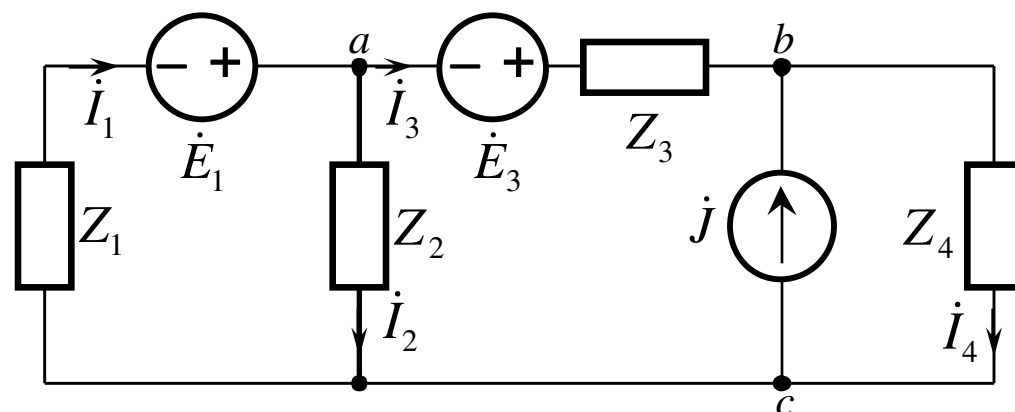 a
b
− +
− +
İ₁
İ₃
Ė₁
Ė₃
Z₃
Z₁
Z₂
J̇
Z₄
İ₂
İ₄
c